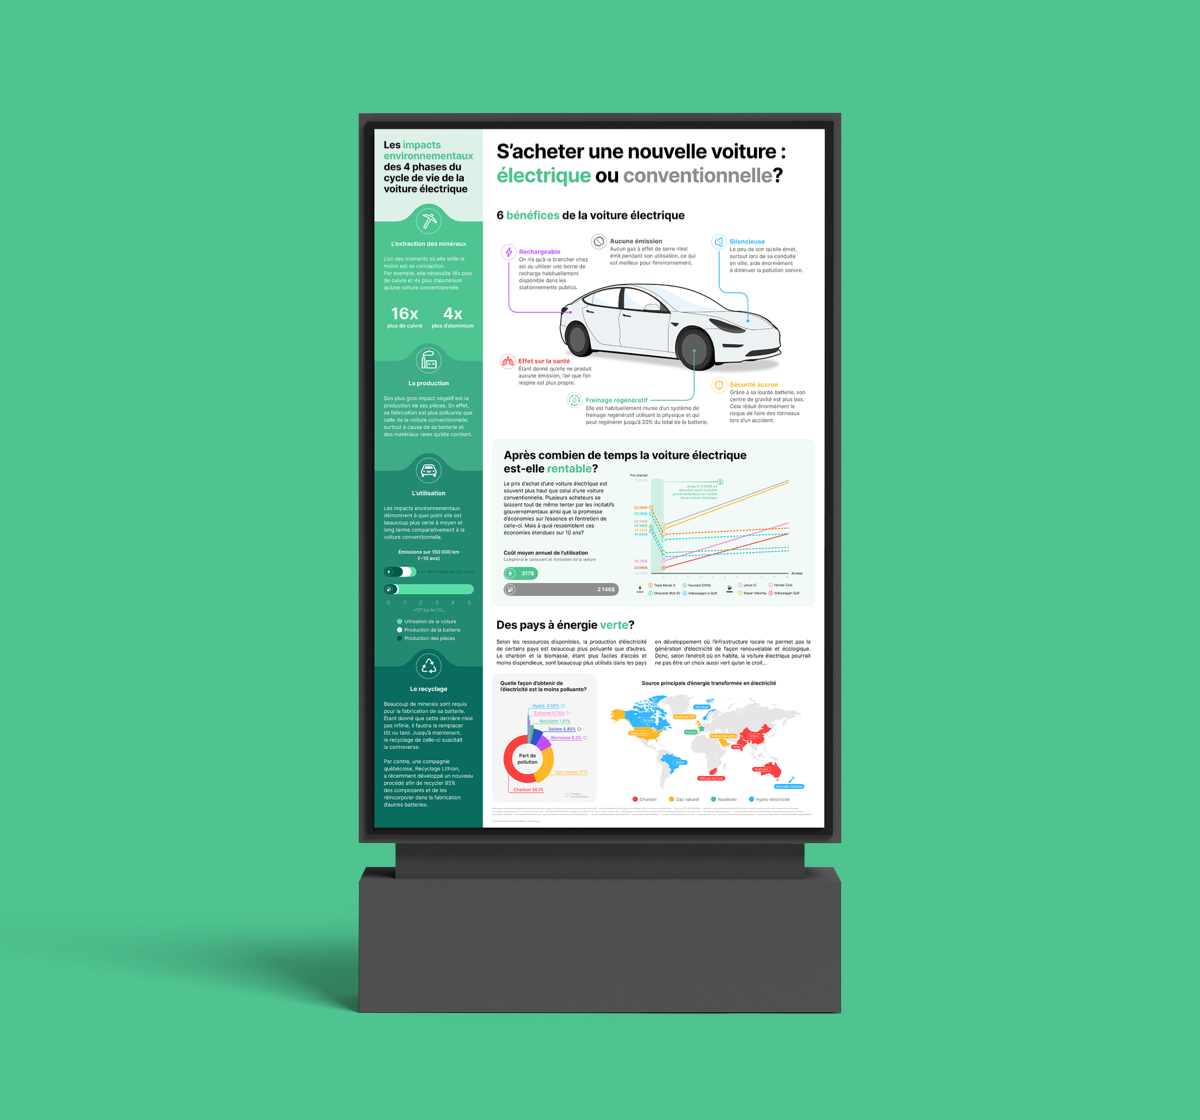 Les impacts
environnementaux
des 4 phases du
cycle de vie de la
voiture électrique
L'extraction des minéraux
L'un des moments où elle brille le
moins est sa conception.
Par exemple, elle nécessite 16x plus
de cuivre et 4x plus d'aluminium
qu'une voiture conventionnelle.
16x
plus de cuivre
4x
plus d'aluminium
La production
Son plus gros impact négatif est la
production de ses pièces. En effet,
sa fabrication est plus polluante que
celle de la voiture conventionnelle,
surtout à cause de sa batterie et
des matériaux rares qu'elle contient.
L'utilisation
Les impacts environnementaux
démontrent à quel point elle est
beaucoup plus verte à moyen et
long terme comparativement à la
voiture conventionnelle.
Émissions sur 150 000 km
(~10 ans)
0 1 2 3 4 5
kg de CO₂
Utilisation de la voiture
Production de la batterie
Production des pièces
Le recyclage
Beaucoup de minerais sont requis
pour la fabrication de sa batterie.
Étant donné que cette dernière n'est
pas infinie, il faudra la remplacer
tôt ou tard. Jusqu'à maintenant,
le recyclage de celle-ci suscitait
la controverse.
Par contre, une compagnie
québécoise, Recyclage Lithion,
a récemment développé un nouveau
procédé afin de recycler 95%
des composants et de les
réincorporer dans la fabrication
d'autres batteries.
S'acheter une nouvelle voiture :
électrique ou conventionnelle?
6 bénéfices de la voiture électrique
Rechargeable
On n'a qu'à la brancher chez
soi ou utiliser une borne de
recharge habituellement
disponible dans les
stationnements publics.
Aucune émission
Aucun gaz à effet de serre n'est
émit pendant son utilisation, ce qui
est meilleur pour l'environnement.
Silencieuse
Le peu de son qu'elle émet,
surtout lors de sa conduite
en ville, aide énormément
à diminuer la pollution sonore.
Effet sur la santé
Étant donné qu'elle ne produit
aucune émission, l'air que l'on
respire est plus propre.
Freinage régénératif
Elle est habituellement munie d'un système de
freinage regénératif utilisant la physique et qui
peut régénérer jusqu'à 20% du total de la batterie.
Sécurité accrue
Grâce à sa lourde batterie, son
centre de gravité est plus bas.
Cela réduit énormément le
risque de faire des tonneaux
lors d'un accident.
Après combien de temps la voiture électrique
est-elle rentable?
Le prix d'achat d'une voiture électrique est
souvent plus haut que celui d'une voiture
conventionnelle. Plusieurs acheteurs se
laissent tout de même tenter par les incitatifs
gouvernementaux ainsi que la promesse
d'économies sur l'essence et l'entretien de
celle-ci. Mais à quoi ressemblent ces
économies étendues sur 10 ans?
Coût moyen annuel de l'utilisation
Comprend le carburant et l'entretien de la voiture
317$
2 146$
Prix d'achat
Années
Tesla Model 3
Hyundai IONIQ
Chevrolet Bolt EV
Volkswagen e-Golf
Lexus ES
Honda Civic
Nissan Maxima
Volkswagen Golf
Des pays à énergie verte?
Selon les ressources disponibles, la production d'électricité
de certains pays est beaucoup plus polluante que d'autres.
Le charbon et la biomasse, étant plus faciles d'accès et
moins dispendieux, sont beaucoup plus utilisés dans les pays
en développement où l'infrastructure locale ne permet pas la
génération d'électricité de façon renouvelable et écologique.
Donc, selon l'endroit où on habite, la voiture électrique pourrait
ne pas être un choix aussi vert qu'on le croit...
Quelle façon d'obtenir de
l'électricité est la moins polluante?
Hydro. 0.56%
Éolienne 0.78%
Nucléaire 1.81%
Solaire 5.45%
Biomasse 8.3%
Gaz naturel 27%
Charbon 56.1%
Part de
pollution
Source principale d'énergie transformée en électricité
Charbon
Gaz naturel
Nucléaire
Hydro-électricité